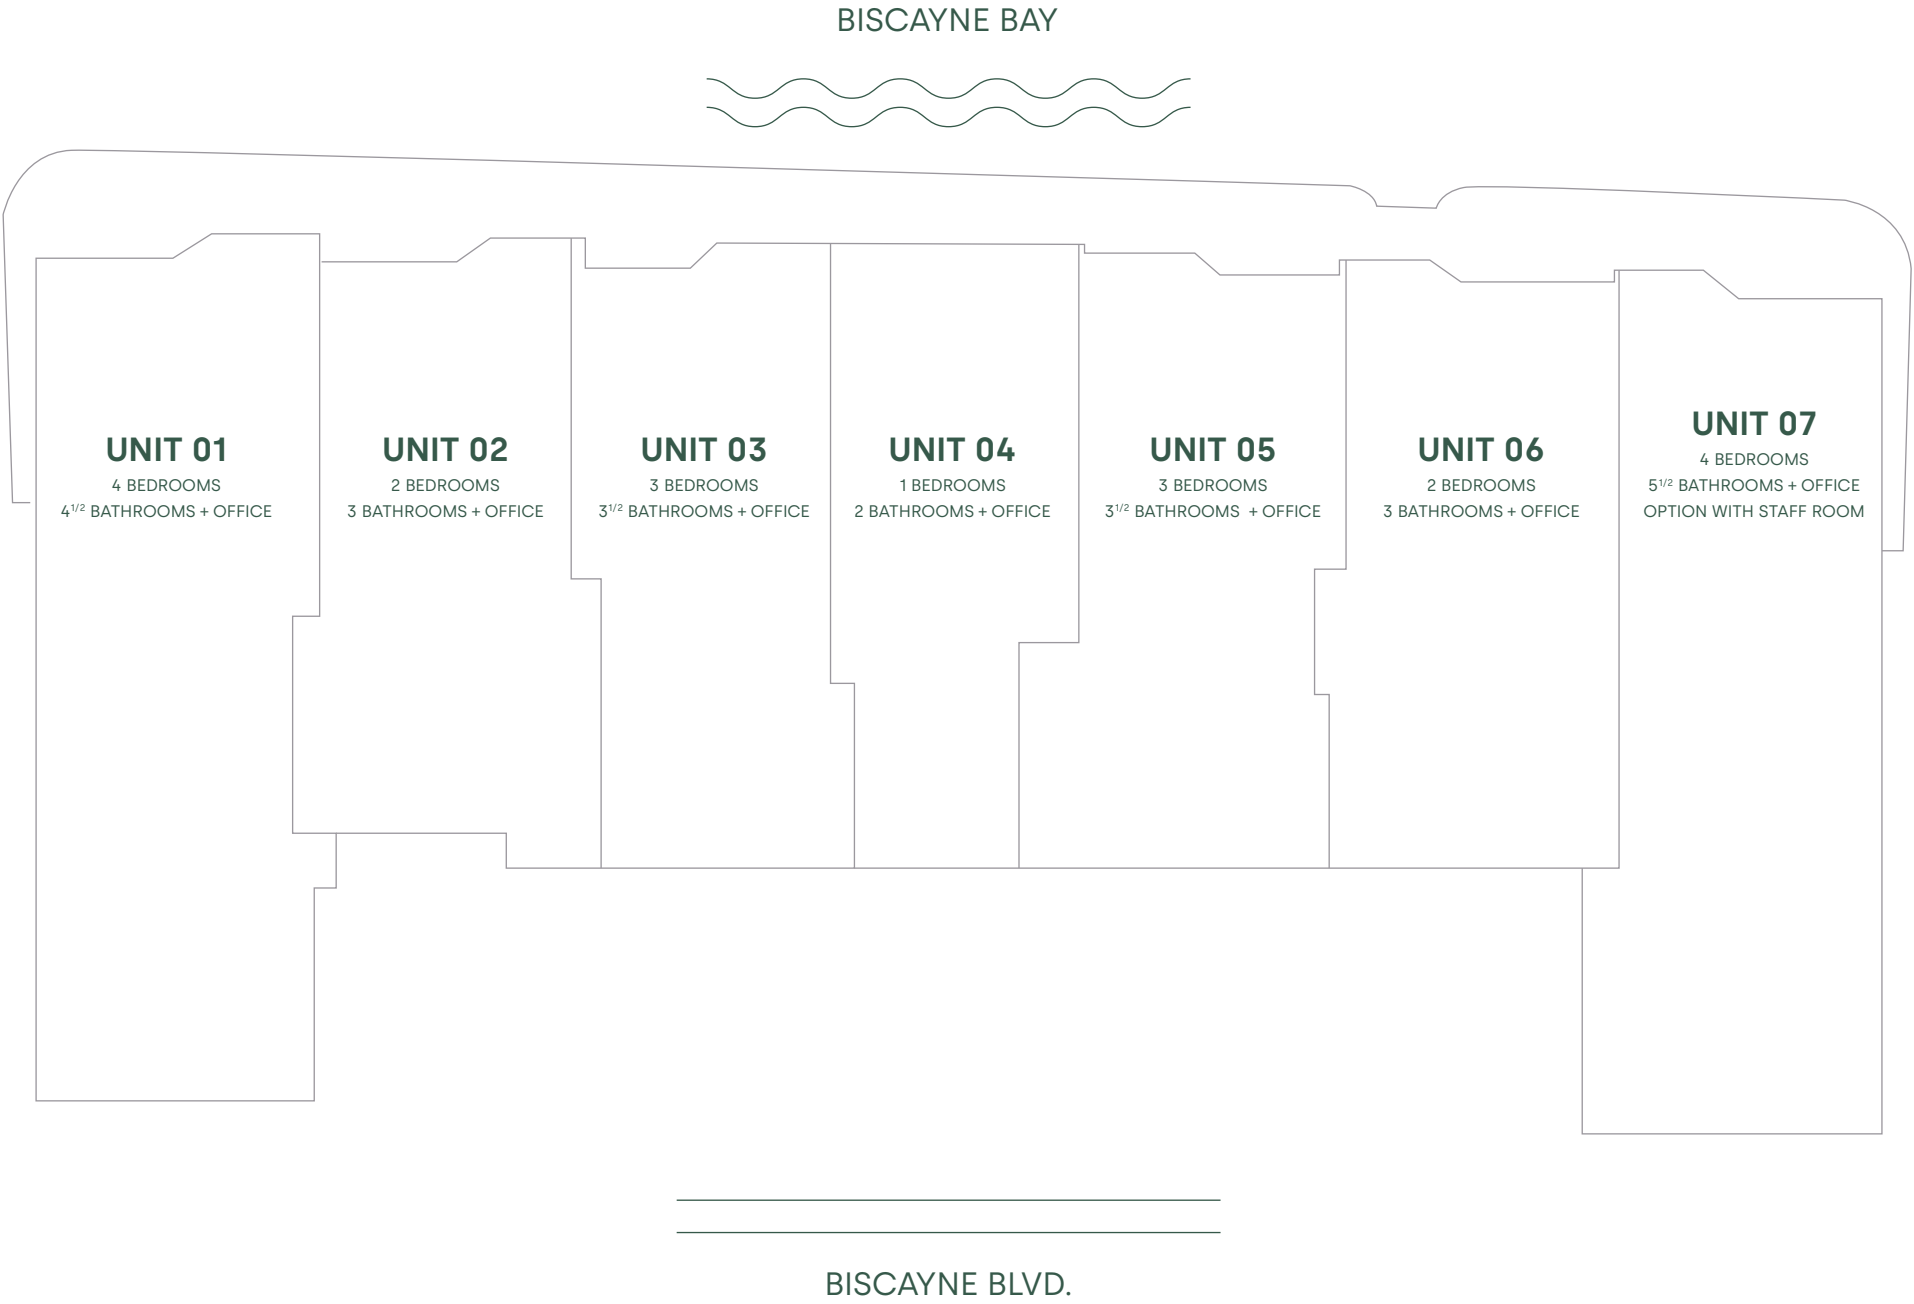 BISCAYNE BAY
UNIT 01
4 BEDROOMS
4 1/2 BATHROOMS + OFFICE
UNIT 02
2 BEDROOMS
3 BATHROOMS + OFFICE
UNIT 03
3 BEDROOMS
3 1/2 BATHROOMS + OFFICE
UNIT 04
1 BEDROOMS
2 BATHROOMS + OFFICE
UNIT 05
3 BEDROOMS
3 1/2 BATHROOMS + OFFICE
UNIT 06
2 BEDROOMS
3 BATHROOMS + OFFICE
UNIT 07
4 BEDROOMS
5 1/2 BATHROOMS + OFFICE
OPTION WITH STAFF ROOM
BISCAYNE BLVD.